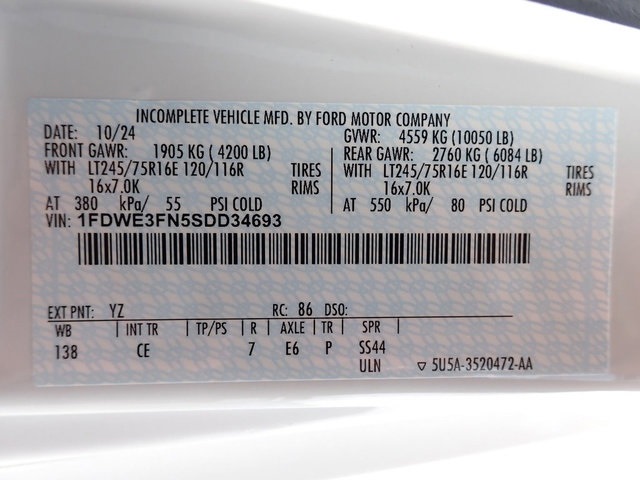 INCOMPLETE VEHICLE MFD. BY FORD MOTOR COMPANY
DATE: 10/24 GVWR: 4559 KG (10050 LB)
FRONT GAWR: 1905 KG ( 4200 LB) REAR GAWR: 2760 KG ( 6084 LB)
WITH LT245/75R16E 120/116R TIRES WITH LT245/75R16E 120/116R TIRES
16x7.0K RIMS 16x7.0K RIMS
AT 380 kPa/ 55 PSI COLD AT 550 kPa/ 80 PSI COLD
VIN: 1FDWE3FN5SDD34693
EXT PNT: YZ RC: 86 DSO:
WB INT TR TP/PS R AXLE TR SPR
138 CE 7 E6 P SS44
ULN ▽ 5U5A-3520472-AA